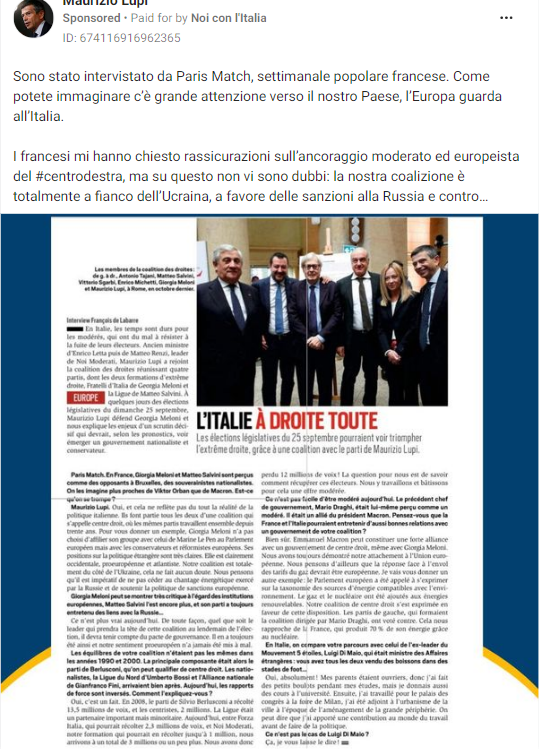 Maurizio Lupi
Sponsored • Paid for by Noi con l'Italia
ID: 674116916962365
Sono stato intervistato da Paris Match, settimanale popolare francese. Come
potete immaginare c'è grande attenzione verso il nostro Paese, l'Europa guarda
all'Italia.
I francesi mi hanno chiesto rassicurazioni sull'ancoraggio moderato ed europeista
del #centrodestra, ma su questo non vi sono dubbi: la nostra coalizione è
totalmente a fianco dell'Ucraina, a favore delle sanzioni alla Russia e contro…
Les membres de la coalition des droites:
de g. à dr., Antonio Tajani, Matteo Salvini,
Vittorio Sgarbi, Enrico Michetti, Giorgia Meloni
et Maurizio Lupi, à Rome, en octobre dernier.
Interview François de Labarre
En Italie, les temps sont durs pour
les modérés, qui ont du mal à résister à
la fuite de leurs électeurs. Ancien ministre
d'Enrico Letta puis de Matteo Renzi, leader
de Noi Moderati, Maurizio Lupi a rejoint
la coalition des droites réunissant quatre
partis, dont les deux formations d'extrême
droite, Fratelli d'Italia de Georgia Meloni et
la Ligue de Matteo Salvini. À
EUROPE
quelques jours des élections
législatives du dimanche 25 septembre,
Maurizio Lupi défend Giorgia Meloni et
nous explique les enjeux d'un scrutin déci-
sif qui devrait, selon les pronostics, voir
émerger un gouvernement nationaliste et
conservateur.
L'ITALIE À DROITE TOUTE
Les élections législatives du 25 septembre pourraient voir triompher
l'extrême droite, grâce à une coalition avec le parti de Maurizio Lupi.
Paris Match. En France, Giorgia Meloni et Matteo Salvini sont perçus
comme des opposants à Bruxelles, des souverainistes nationalistes.
On les imagine plus proches de Viktor Orban que de Macron. Est-ce
qu'on se trompe ?
Maurizio Lupi. Oui, et cela ne reflète pas du tout la réalité de la
politique italienne. Ils font partie tous les deux d'une coalition qui
s'appelle centre droit, où les mêmes partis travaillent ensemble depuis
trente ans. Pour vous donner un exemple, Giorgia Meloni n'a pas
choisi d'affilier son groupe avec celui de Marine Le Pen au Parlement
européen mais avec les conservateurs et réformistes européens. Ses
positions sur la politique étrangère sont très claires. Elle est clairement
occidentale, proeuropéenne et atlantiste. Notre coalition est totale-
ment du côté de l'Ukraine, cela ne fait aucun doute. Nous pensons
qu'il est impératif de ne pas céder au chantage énergétique exercé
par la Russie et de soutenir la politique de sanctions européenne.
Giorgia Meloni peut se montrer très critique à l'égard des institutions
européennes, Matteo Salvini l'est encore plus, et son parti a toujours
entretenu des liens avec la Russie…
Ce n'est plus vrai aujourd'hui. De toute façon, quel que soit le
leader qui prendra la tête de cette coalition au lendemain de l'élec-
tion, il devra tenir compte du pacte de gouvernance. Il en a toujours
été ainsi et notre sentiment proeuropéen n'a jamais été mis à mal.
Les équilibres de votre coalition n'étaient pas les mêmes dans
les années 1990 et 2000. La principale composante était alors le
parti de Berlusconi, qu'on peut qualifier de centre droit. Les natio-
nalistes, la Ligue du Nord d'Umberto Bossi et l'Alliance nationale
de Gianfranco Fini, arrivaient bien après. Aujourd'hui, les rapports
de force sont inversés. Comment l'expliquez-vous ?
Oui, c'est un fait. En 2008, le parti de Silvio Berlusconi a récolté
13,5 millions de voix, et les centristes, 2 millions. La Ligue était
un partenaire important mais minoritaire. Aujourd'hui, entre Forza
Italia, qui pourrait récolter 2,3 millions de voix, et Noi Moderati,
notre formation qui pourrait en récolter jusqu'à 1 million, nous
arrivons à un total de 3 millions ou un peu plus. Nous avons donc
perdu 12 millions de voix ! La question pour nous est de savoir
comment récupérer ces électeurs. Nous y travaillons et bâtissons
pour cela une offre modérée.
Ce n'est pas facile d'être modéré aujourd'hui. Le précédent chef
de gouvernement, Mario Draghi, était lui-même perçu comme un
modéré. Il était un allié du président Macron. Pensez-vous que la
France et l'Italie pourraient entretenir d'aussi bonnes relations avec
un gouvernement de votre coalition ?
Bien sûr. Emmanuel Macron peut construire une forte alliance
avec un gouvernement de centre droit, même avec Giorgia Meloni.
Nous avons toujours démontré notre attachement à l'Union euro-
péenne. Nous pensons d'ailleurs que la réponse face à l'envol
des tarifs du gaz devrait être européenne. Je vais vous donner un
autre exemple : le Parlement européen a été appelé à s'exprimer
sur la taxonomie des sources d'énergie compatibles avec l'envi-
ronnement. Le gaz et le nucléaire ont été ajoutés aux énergies
renouvelables. Notre coalition de centre droit s'est exprimée en
faveur de cette disposition. Les partis de gauche, qui formaient
la coalition dirigée par Mario Draghi, ont voté contre. Cela nous
rapproche de la France, qui produit 70 % de son énergie grâce
au nucléaire.
En Italie, on compare votre parcours avec celui de l'ex-leader du
Mouvement 5 étoiles, Luigi Di Maio, qui était ministre des Affaires
étrangères : vous avez tous les deux vendu des boissons dans des
stades de foot…
Oui, absolument ! Mes parents étaient ouvriers, donc j'ai fait
des petits boulots pendant mes études, mais je donnais aussi
des cours à l'université. Ensuite, j'ai travaillé pour le palais des
congrès à la foire de Milan, j'ai été adjoint à l'urbanisme de la
ville à l'époque de l'aménagement de la grande périphérie. On
peut dire que j'ai apporté une contribution au monde du travail
avant de faire de la politique.
Ce n'est pas le cas de Luigi Di Maio ?
Ça, je vous laisse le dire !